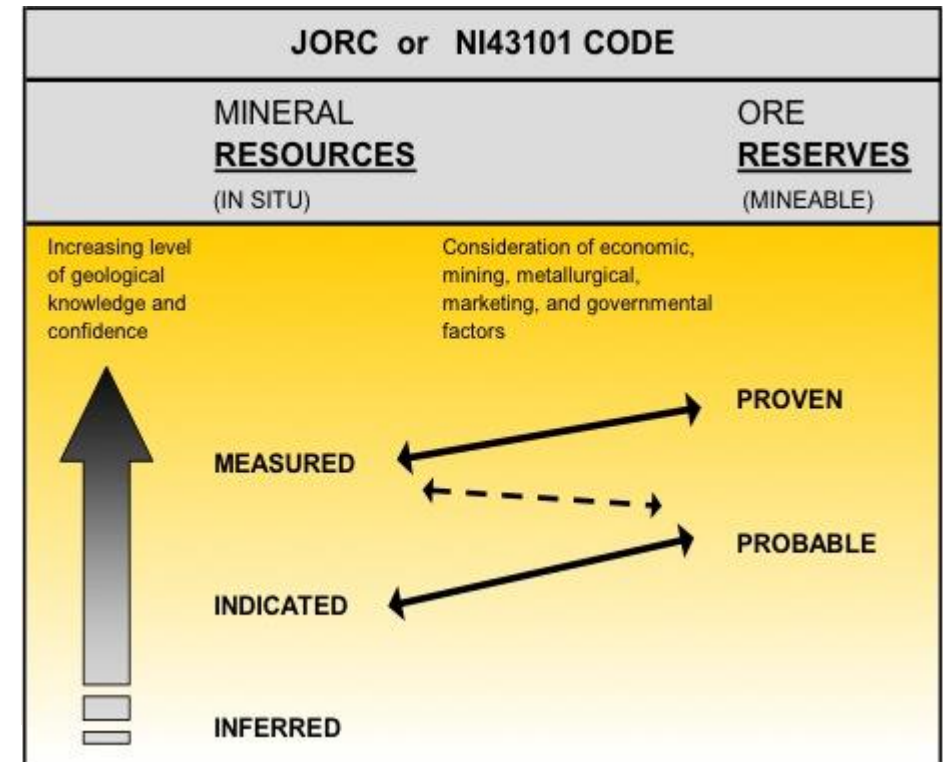 JORC or NI43101 CODE
MINERAL
RESOURCES
(IN SITU)
ORE
RESERVES
(MINEABLE)
Increasing level
of geological
knowledge and
confidence
Consideration of economic,
mining, metallurgical,
marketing, and governmental
factors
PROVEN
MEASURED
PROBABLE
INDICATED
INFERRED